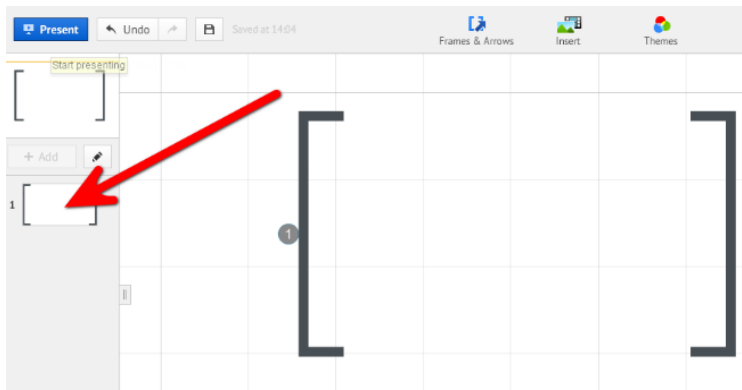 Present
Undo
Saved at 14:04
Frames & Arrows
Insert
Themes
Start presenting
+ Add
1
1